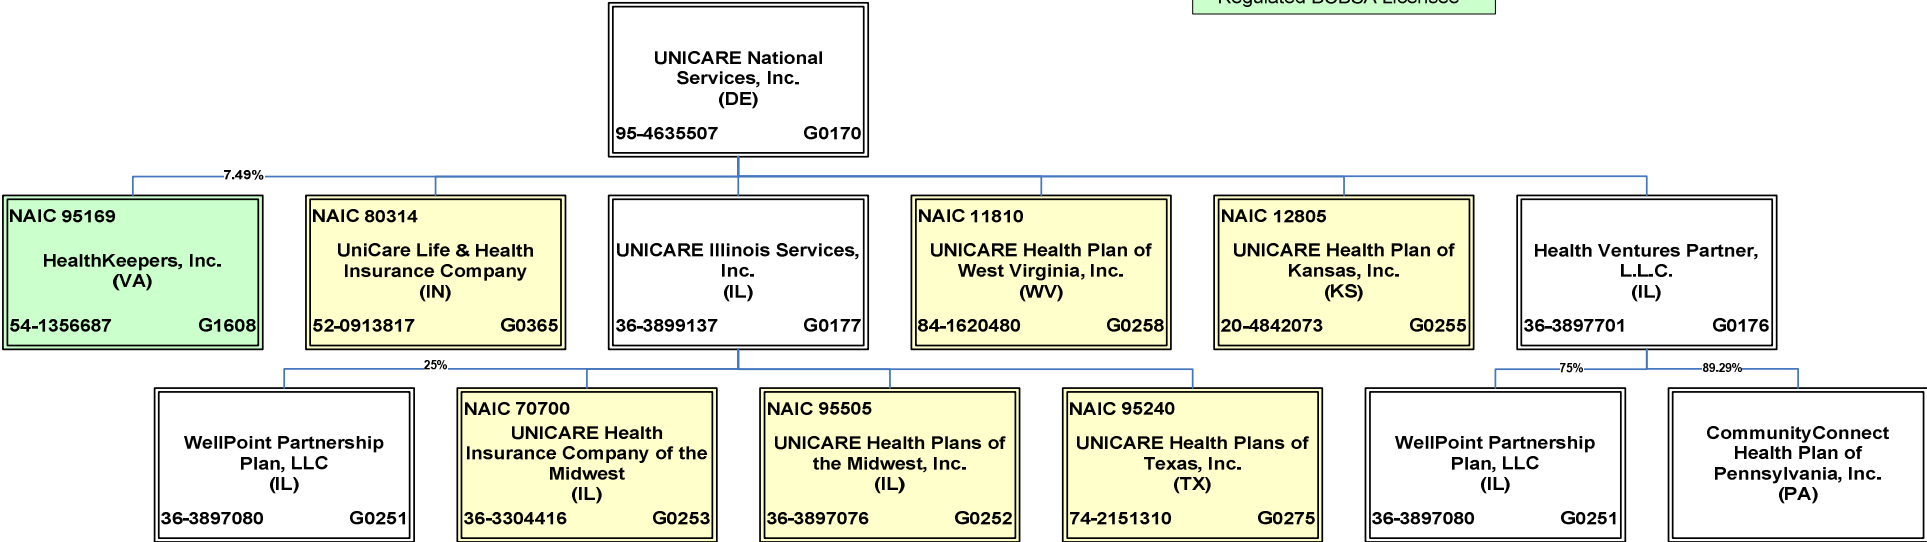 Regulated BCBSA Licensee
UNICARE National
Services, Inc.
(DE)
95-4635507 G0170
7.49%
NAIC 95169
HealthKeepers, Inc.
(VA)
54-1356687 G1608
NAIC 80314
UniCare Life & Health
Insurance Company
(IN)
52-0913817 G0365
UNICARE Illinois Services,
Inc.
(IL)
36-3899137 G0177
NAIC 11810
UNICARE Health Plan of
West Virginia, Inc.
(WV)
84-1620480 G0258
NAIC 12805
UNICARE Health Plan of
Kansas, Inc.
(KS)
20-4842073 G0255
Health Ventures Partner,
L.L.C.
(IL)
36-3897701 G0176
25%
75%
89.29%
WellPoint Partnership
Plan, LLC
(IL)
36-3897080 G0251
NAIC 70700
UNICARE Health
Insurance Company of the
Midwest
(IL)
36-3304416 G0253
NAIC 95505
UNICARE Health Plans of
the Midwest, Inc.
(IL)
36-3897076 G0252
NAIC 95240
UNICARE Health Plans of
Texas, Inc.
(TX)
74-2151310 G0275
WellPoint Partnership
Plan, LLC
(IL)
36-3897080 G0251
CommunityConnect
Health Plan of
Pennsylvania, Inc.
(PA)